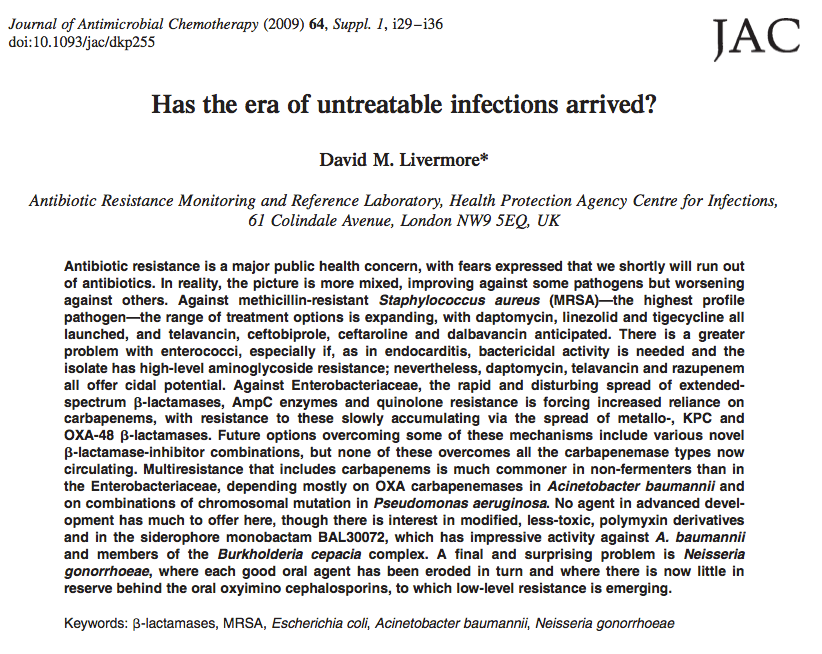 Journal of Antimicrobial Chemotherapy (2009) 64, Suppl. 1, i29–i36
doi:10.1093/jac/dkp255
JAC
Has the era of untreatable infections arrived?
David M. Livermore*
Antibiotic Resistance Monitoring and Reference Laboratory, Health Protection Agency Centre for Infections,
61 Colindale Avenue, London NW9 5EQ, UK
Antibiotic resistance is a major public health concern, with fears expressed that we shortly will run out
of antibiotics. In reality, the picture is more mixed, improving against some pathogens but worsening
against others. Against methicillin-resistant Staphylococcus aureus (MRSA)—the highest profile
pathogen—the range of treatment options is expanding, with daptomycin, linezolid and tigecycline all
launched, and telavancin, ceftobiprole, ceftaroline and dalbavancin anticipated. There is a greater
problem with enterococci, especially if, as in endocarditis, bactericidal activity is needed and the
isolate has high-level aminoglycoside resistance; nevertheless, daptomycin, telavancin and razupenem
all offer cidal potential. Against Enterobacteriaceae, the rapid and disturbing spread of extended-
spectrum β-lactamases, AmpC enzymes and quinolone resistance is forcing increased reliance on
carbapenems, with resistance to these slowly accumulating via the spread of metallo-, KPC and
OXA-48 β-lactamases. Future options overcoming some of these mechanisms include various novel
β-lactamase-inhibitor combinations, but none of these overcomes all the carbapenemase types now
circulating. Multiresistance that includes carbapenems is much commoner in non-fermenters than in
the Enterobacteriaceae, depending mostly on OXA carbapenemases in Acinetobacter baumannii and
on combinations of chromosomal mutation in Pseudomonas aeruginosa. No agent in advanced devel-
opment has much to offer here, though there is interest in modified, less-toxic, polymyxin derivatives
and in the siderophore monobactam BAL30072, which has impressive activity against A. baumannii
and members of the Burkholderia cepacia complex. A final and surprising problem is Neisseria
gonorrhoeae, where each good oral agent has been eroded in turn and where there is now little in
reserve behind the oral oxyimino cephalosporins, to which low-level resistance is emerging.
Keywords: β-lactamases, MRSA, Escherichia coli, Acinetobacter baumannii, Neisseria gonorrhoeae